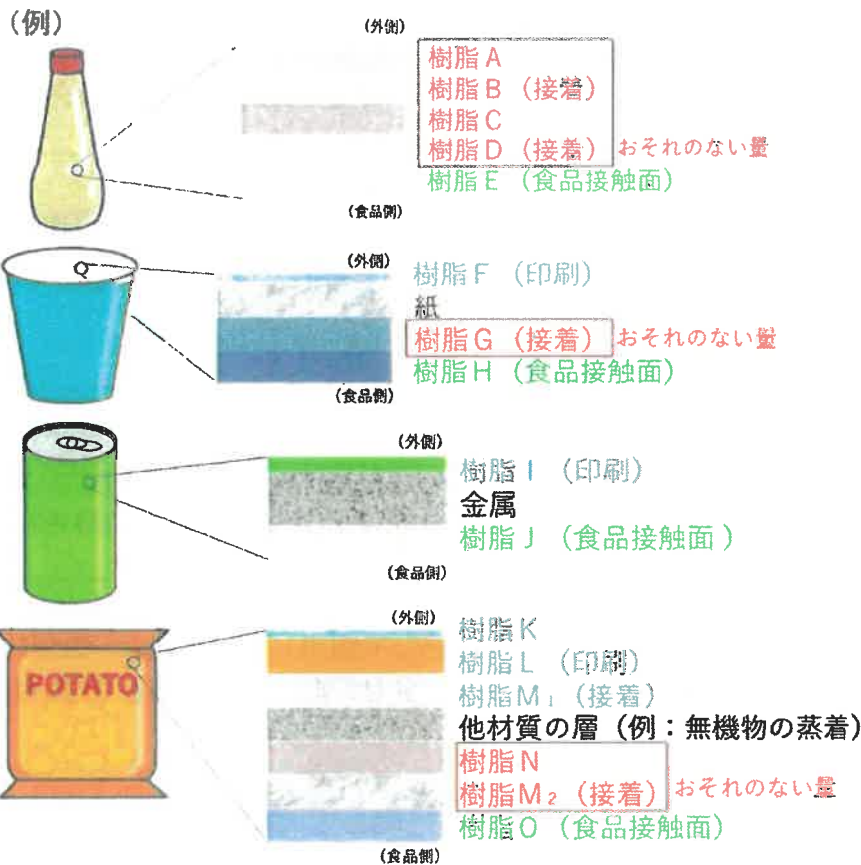 (例)
(外側)
樹脂A
樹脂B (接着)
樹脂C
樹脂D (接着) おそれのない量
樹脂E (食品接触面)
(食品側)
(外側)
樹脂F (印刷)
紙
樹脂G (接着) おそれのない量
樹脂H (食品接触面)
(食品側)
(外側)
樹脂I (印刷)
金属
樹脂J (食品接触面)
(食品側)
(外側)
樹脂K
樹脂L (印刷)
樹脂M₁ (接着)
他材質の層 (例：無機物の蒸着)
POTATO
樹脂N
樹脂M₂ (接着) おそれのない量
樹脂O (食品接触面)
(食品側)